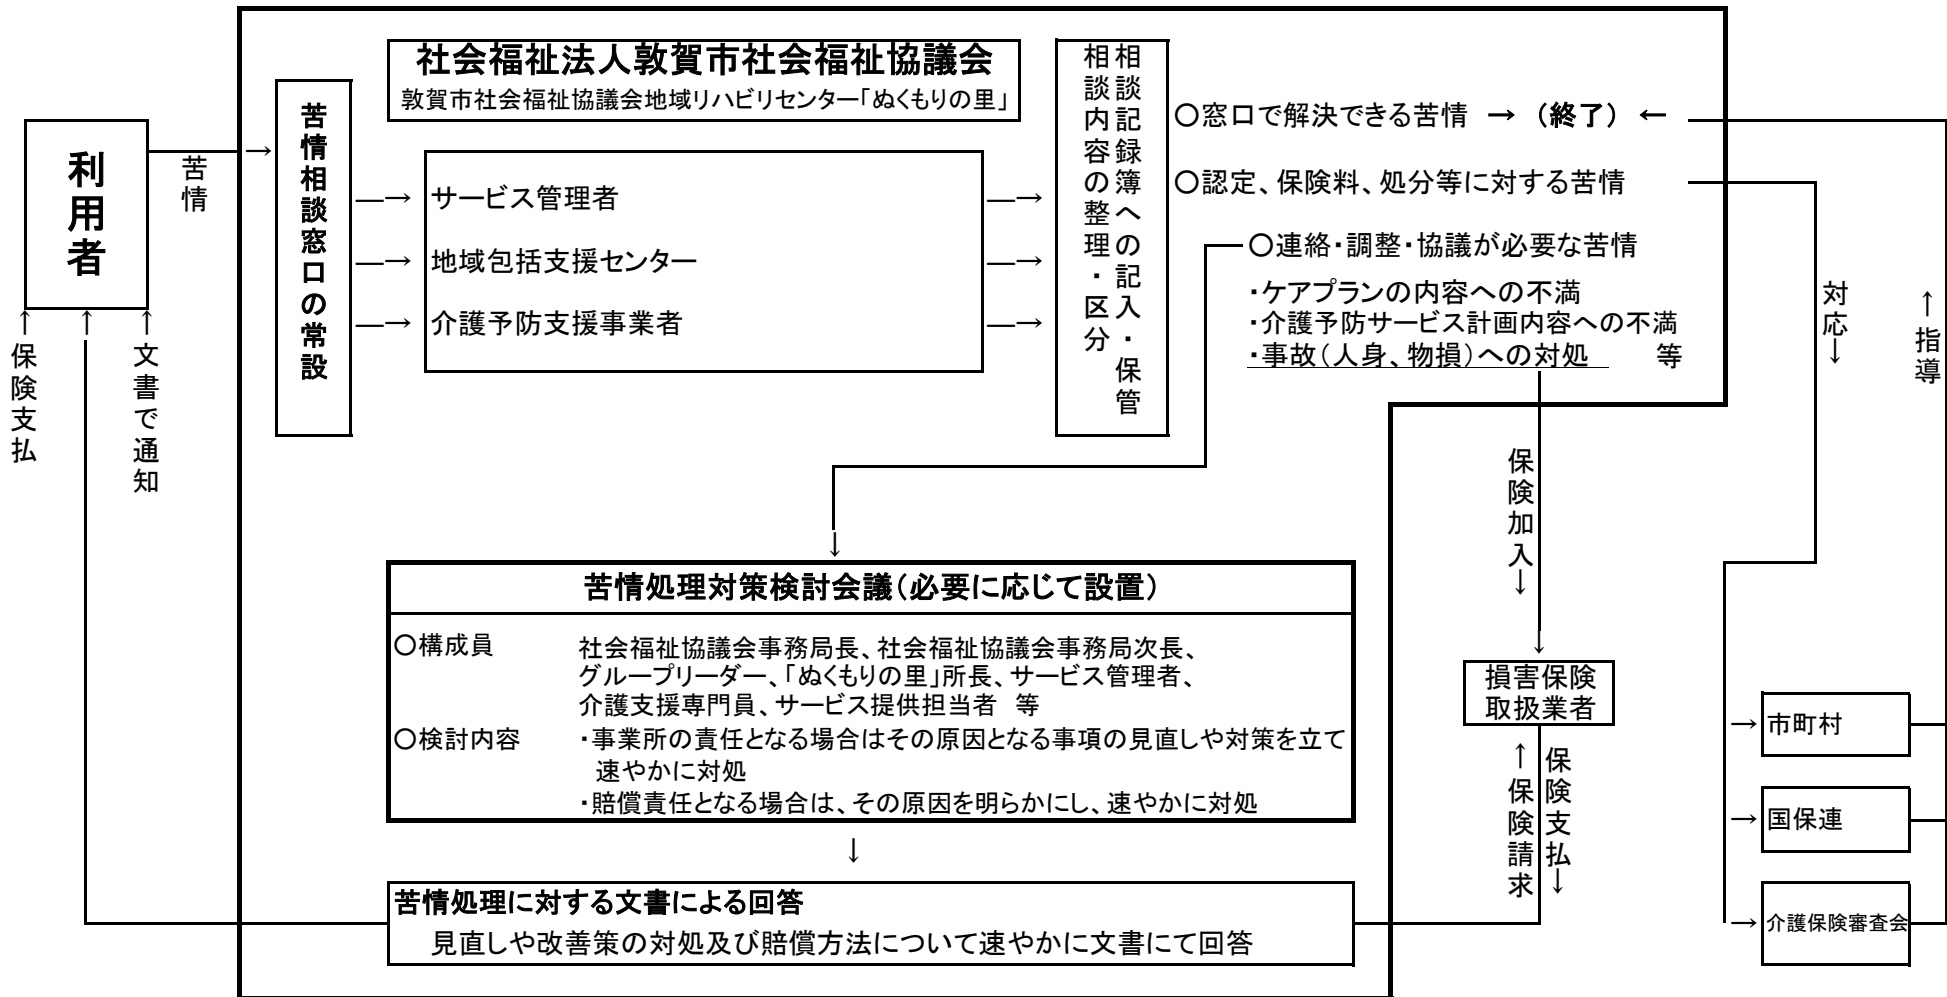 社会福祉法人敦賀市社会福祉協議会
敦賀市社会福祉協議会地域リハビリセンター「ぬくもりの里」
利用者
苦情
→
苦情相談窓口の常設
―→ サービス管理者 ―→
―→ 地域包括支援センター ―→
―→ 介護予防支援事業者 ―→
相談記録簿への記入・保管
相談内容の整理・区分
〇窓口で解決できる苦情 → (終了) ←
〇認定、保険料、処分等に対する苦情
〇連絡・調整・協議が必要な苦情
・ケアプランの内容への不満
・介護予防サービス計画内容への不満
・事故(人身、物損)への対処 等
対応↓
↑指導
↑保険支払
↑
↑文書で通知
保険加入↓
↓
↓
苦情処理対策検討会議(必要に応じて設置)
〇構成員 社会福祉協議会事務局長、社会福祉協議会事務局次長、
グループリーダー、「ぬくもりの里」所長、サービス管理者、
介護支援専門員、サービス提供担当者 等
〇検討内容 ・事業所の責任となる場合はその原因となる事項の見直しや対策を立て
速やかに対処
・賠償責任となる場合は、その原因を明らかにし、速やかに対処
↓
苦情処理に対する文書による回答
見直しや改善策の対処及び賠償方法について速やかに文書にて回答
損害保険
取扱業者
↑保険請求
保険支払↓
→ 市町村
→ 国保連
→ 介護保険審査会